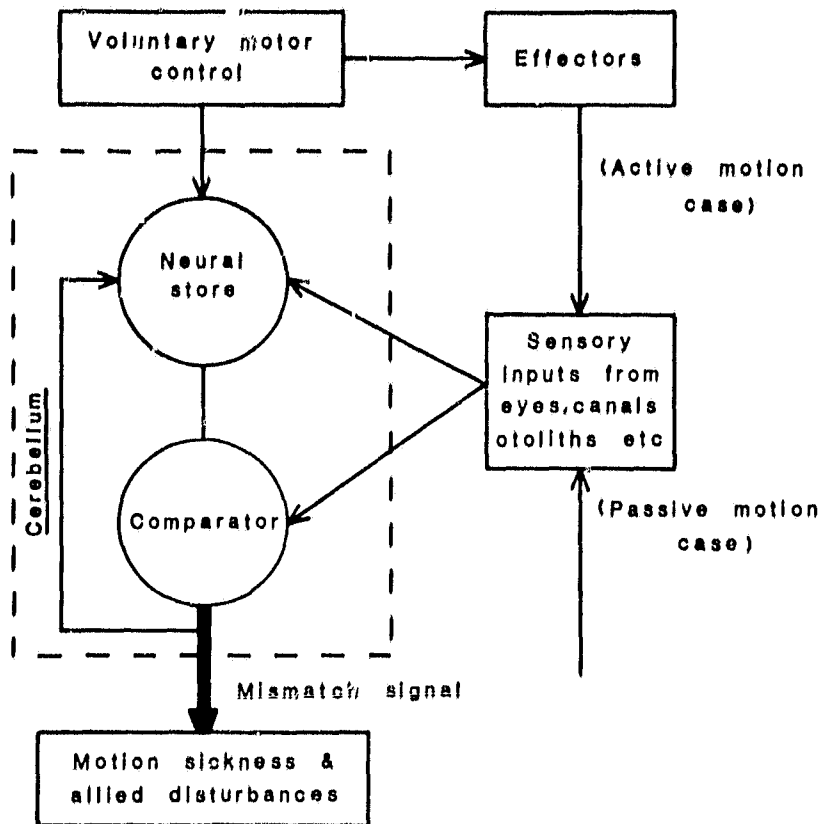 Voluntary motor
control
Effectors
(Active motion
case)
Neural
store
Sensory
inputs from
eyes,canals
otoliths etc
Cerebellum
Comparator
(Passive motion
case)
Mismatch signal
Motion sickness &
allied disturbances